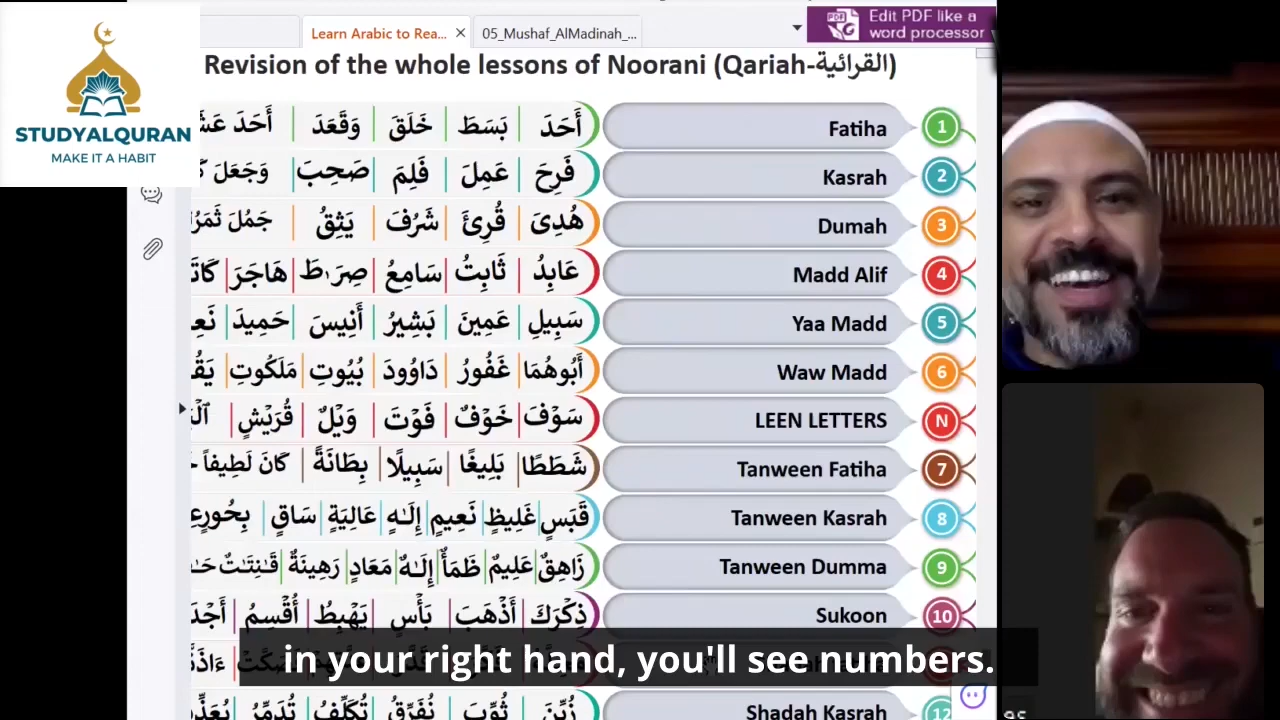 Learn Arabic to Rea... ×
05_Mushaf_AlMadinah_...
Edit PDF like a
word processor
STUDYALQURAN
MAKE IT A HABIT
Revision of the whole lessons of Noorani (Qariah-القرائية)
1 Fatiha أَحَدَ بَسَطَ خَلَقَ وَقَعَدَ أَحَدَ
2 Kasrah فَرِحَ عَمِلَ فَلِمَ صَحِبَ وَجَعَلَ
3 Dumah هُدِىَ قُرِئَ شَرُفَ يَثِقُ جَمُلَ
4 Madd Alif عَابِدُ ثَابِتُ سَامِعُ صِرَٰطَ هَاجَرَ
5 Yaa Madd سَبِيلِ عَمِينَ بَشِيرُ أَنِيسَ حَمِيدَ
6 Waw Madd أَبُوهُمَا غَفُورُ دَاوُودَ بُيُوتِ مَلَكُوتِ
N LEEN LETTERS سَوْفَ خَوْفٌ فَوْتَ وَيْلٌ قُرَيْشٍ
7 Tanween Fatiha شَطَطًا بَلِيغًا سَبِيلًا بِطَانَةً كَانَ لَطِيفاً
8 Tanween Kasrah قَبَسٍ غَلِيظٍ نَعِيمٍ إِلَـٰهٍ عَالِيَةٍ سَاقٍ
9 Tanween Dumma زَاهِقٌ عَلِيمٌ ظَمَأٌ إِلَـٰهٌ مَعَادٍ رَهِينَةٌ قَـٰنِتَـٰتٌ
10 Sukoon ذِكْرَكَ أَذْهَبَ بَأْسٍ يَهْبِطُ أُقْسِمُ
in your right hand, you'll see numbers.
12 Shadah Kasrah زُيِّنَ ثُوِّبَ نُفَرِّقُ تُكَلِّفُ تُدَمِّرُ